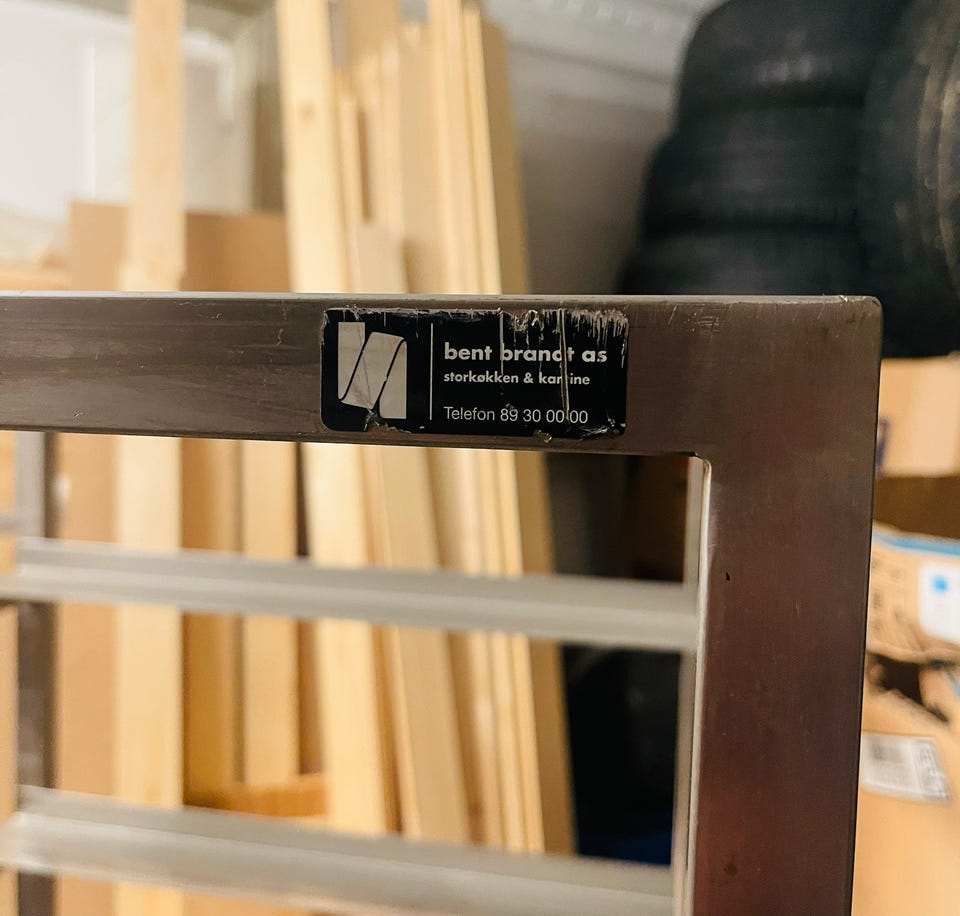 bent brandt as
storkøkken & kantine
Telefon 89 30 00 00